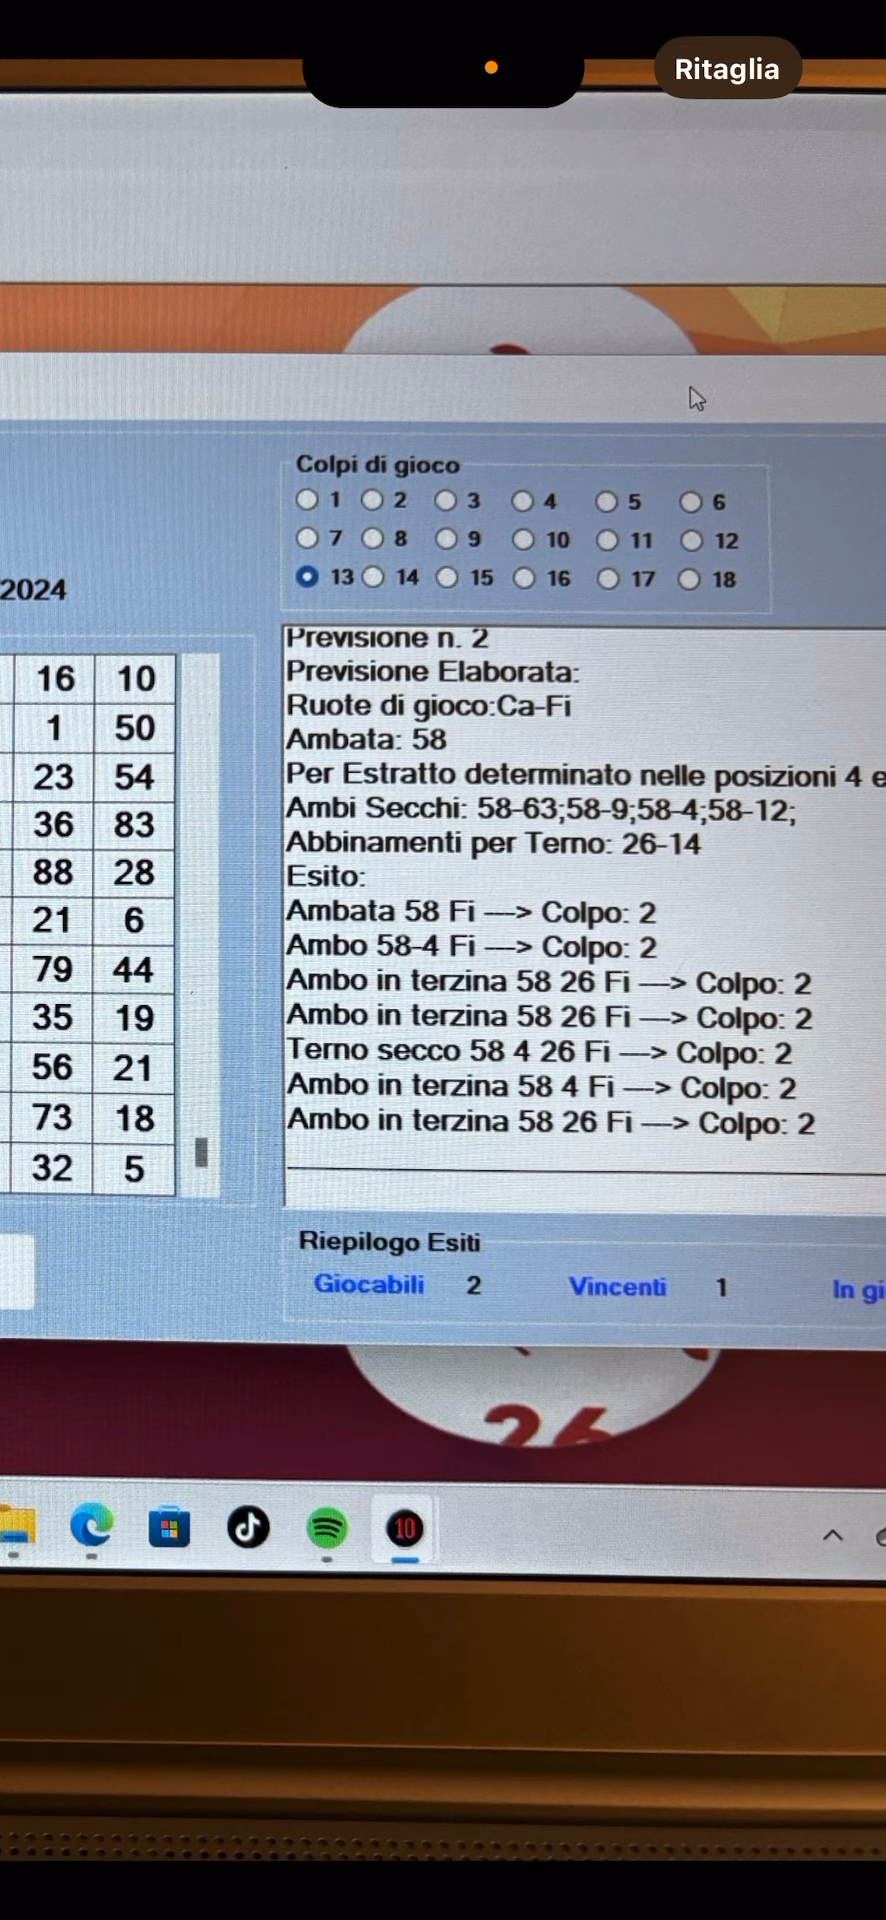 Ritaglia
2024
16 10
1 50
23 54
36 83
88 28
21 6
79 44
35 19
56 21
73 18
32 5
Colpi di gioco
1 2 3 4 5 6
7 8 9 10 11 12
13 14 15 16 17 18
Previsione n. 2
Previsione Elaborata:
Ruote di gioco:Ca-Fi
Ambata: 58
Per Estratto determinato nelle posizioni 4 e
Ambi Secchi: 58-63;58-9;58-4;58-12;
Abbinamenti per Terno: 26-14
Esito:
Ambata 58 Fi ---> Colpo: 2
Ambo 58-4 Fi ---> Colpo: 2
Ambo in terzina 58 26 Fi ---> Colpo: 2
Ambo in terzina 58 26 Fi ---> Colpo: 2
Terno secco 58 4 26 Fi ---> Colpo: 2
Ambo in terzina 58 4 Fi ---> Colpo: 2
Ambo in terzina 58 26 Fi ---> Colpo: 2
Riepilogo Esiti
Giocabili 2 Vincenti 1 In gi
26
10